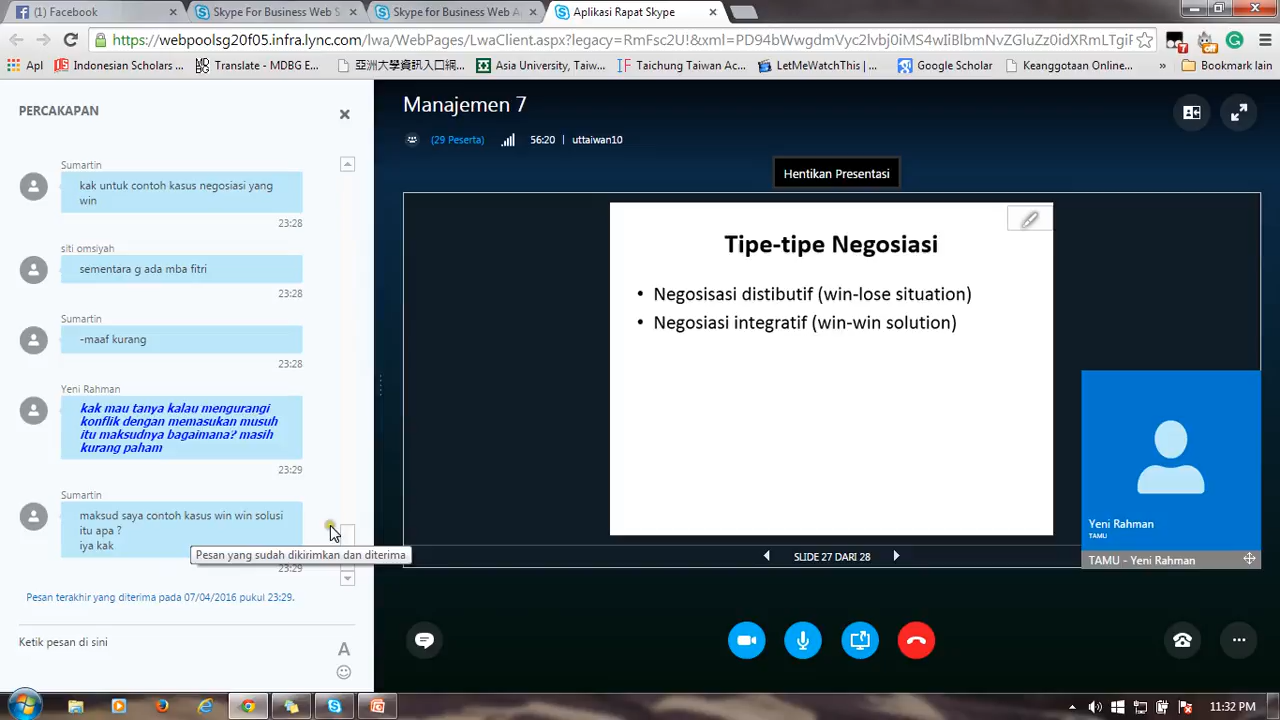 (1) Facebook
Skype For Business Web S
Skype for Business Web A
Aplikasi Rapat Skype
https://webpoolsg20f05.infra.lync.com/lwa/WebPages/LwaClient.aspx?legacy=RmFsc2U!&xml=PD94bWwgdmVyc2lvbj0iMS4wIiBlbmNvZGluZz0idXRmLTgiP
Apl
Indonesian Scholars ...
Translate - MDBG E...
亞洲大學資訊入口網...
Asia University, Taiw...
Taichung Taiwan Ac...
LetMeWatchThis | ...
Google Scholar
Keanggotaan Online...
»
Bookmark lain
PERCAKAPAN
Sumartin
kak untuk contoh kasus negosiasi yang
win
23:28
siti omsiyah
sementara g ada mba fitri
23:28
Sumartin
-maaf kurang
23:28
Yeni Rahman
kak mau tanya kalau mengurangi
konflik dengan memasukan musuh
itu maksudnya bagaimana? masih
kurang paham
23:29
Sumartin
maksud saya contoh kasus win win solusi
itu apa ?
iya kak
Pesan yang sudah dikirimkan dan diterima
23:29
Pesan terakhir yang diterima pada 07/04/2016 pukul 23:29.
Ketik pesan di sini
A
Manajemen 7
(29 Peserta)
56:20
uttaiwan10
Hentikan Presentasi
Tipe-tipe Negosiasi
• Negosisasi distibutif (win-lose situation)
• Negosiasi integratif (win-win solution)
Yeni Rahman
TAMU
TAMU - Yeni Rahman
SLIDE 27 DARI 28
11:32 PM